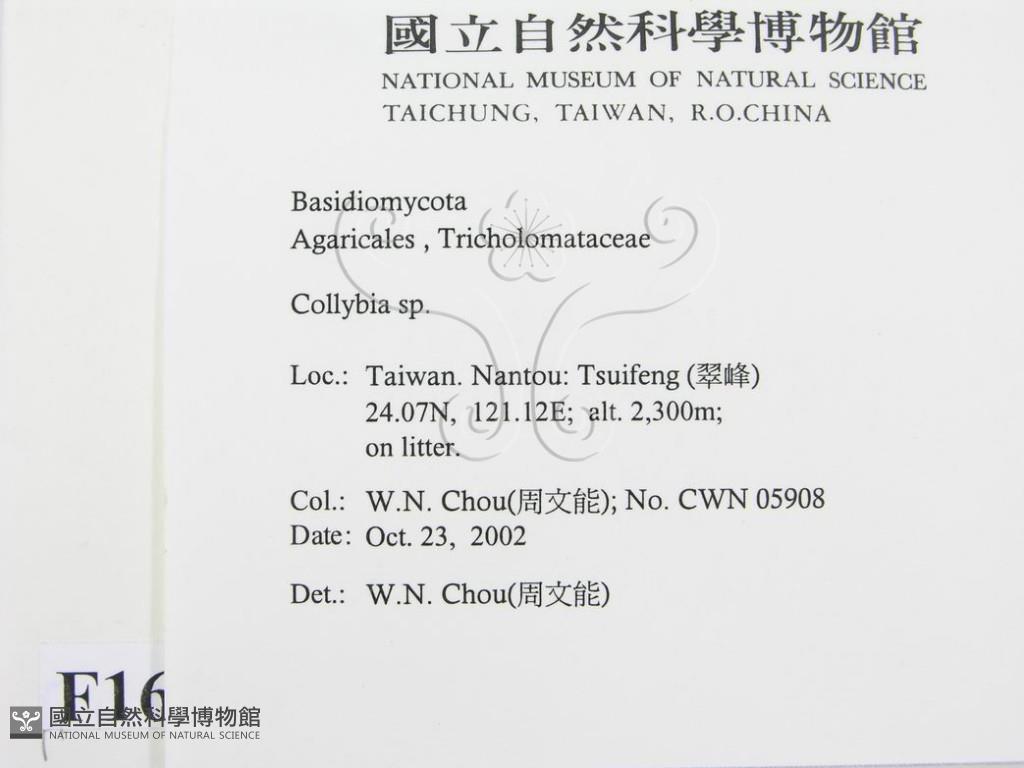 國立自然科學博物館
NATIONAL MUSEUM OF NATURAL SCIENCE
TAICHUNG, TAIWAN, R.O.CHINA
Basidiomycota
Agaricales , Tricholomataceae
Collybia sp.
Loc.: Taiwan. Nantou: Tsuifeng (翠峰)
24.07N, 121.12E; alt. 2,300m;
on litter.
Col.: W.N. Chou(周文能); No. CWN 05908
Date: Oct. 23, 2002
Det.: W.N. Chou(周文能)
F16
國立自然科學博物館
NATIONAL MUSEUM OF NATURAL SCIENCE